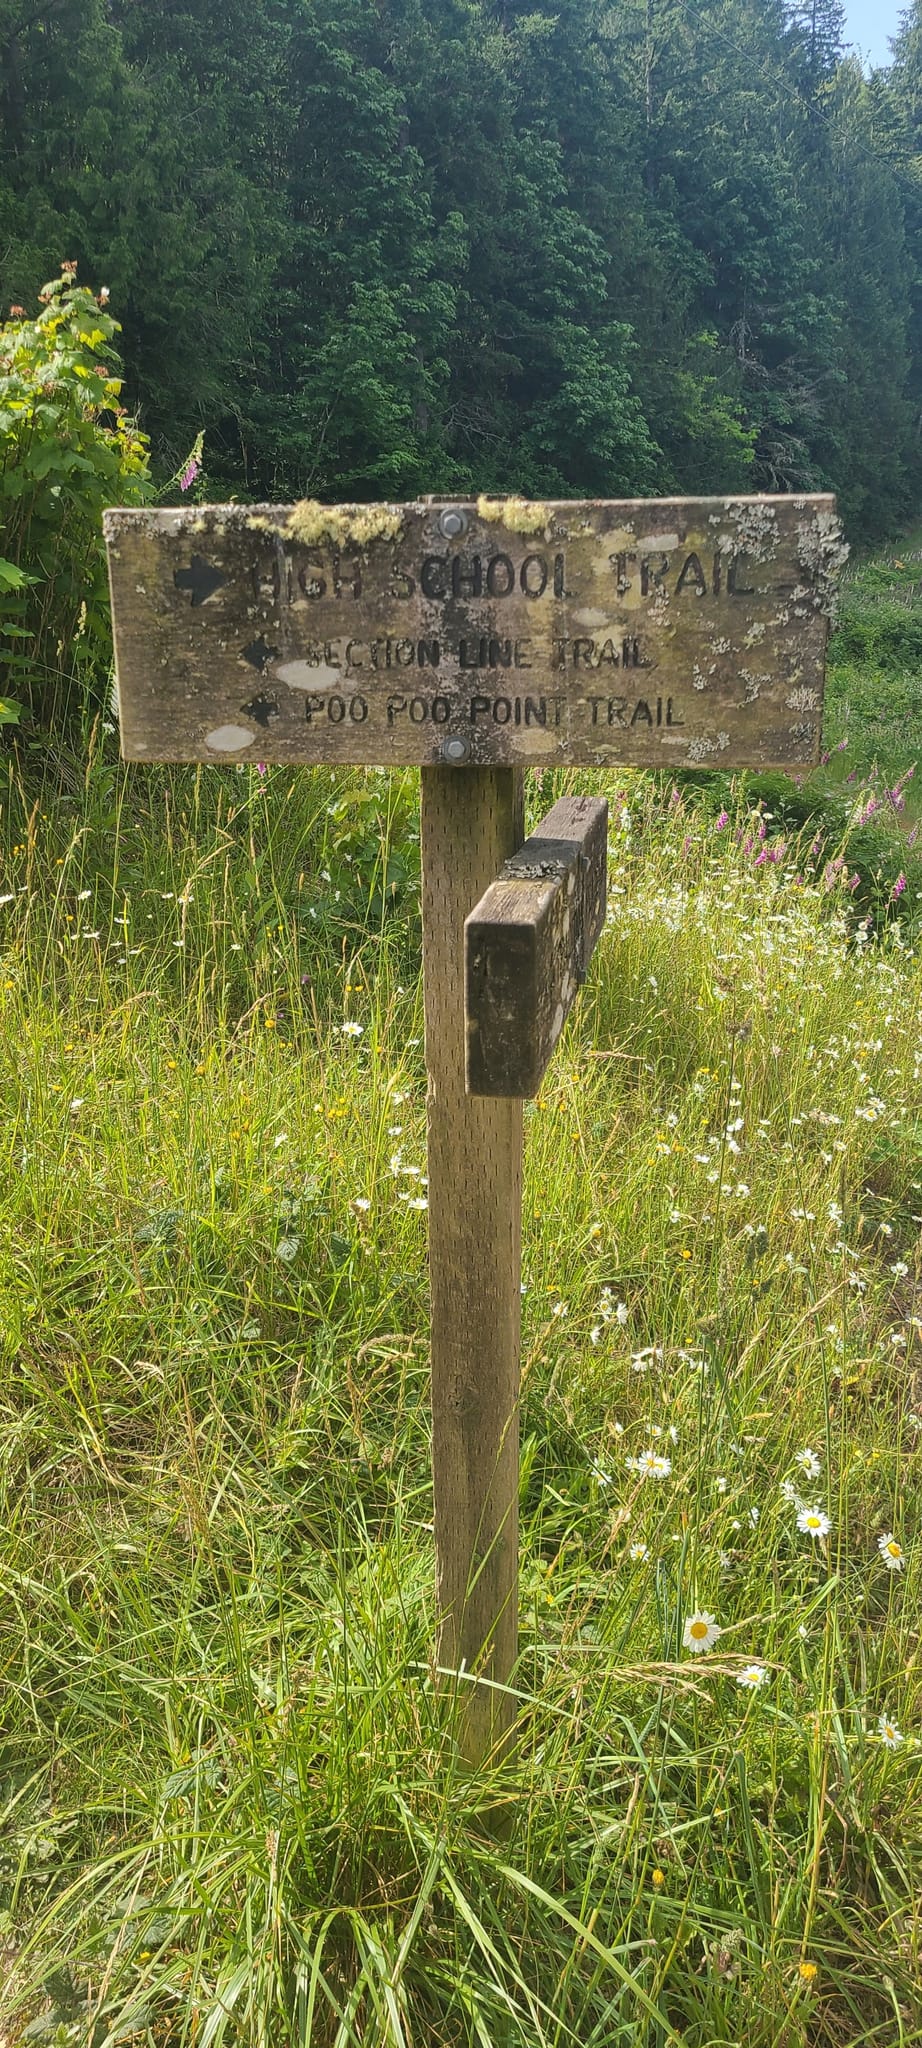 HIGH SCHOOL TRAIL
SECTION LINE TRAIL
POO POO POINT TRAIL